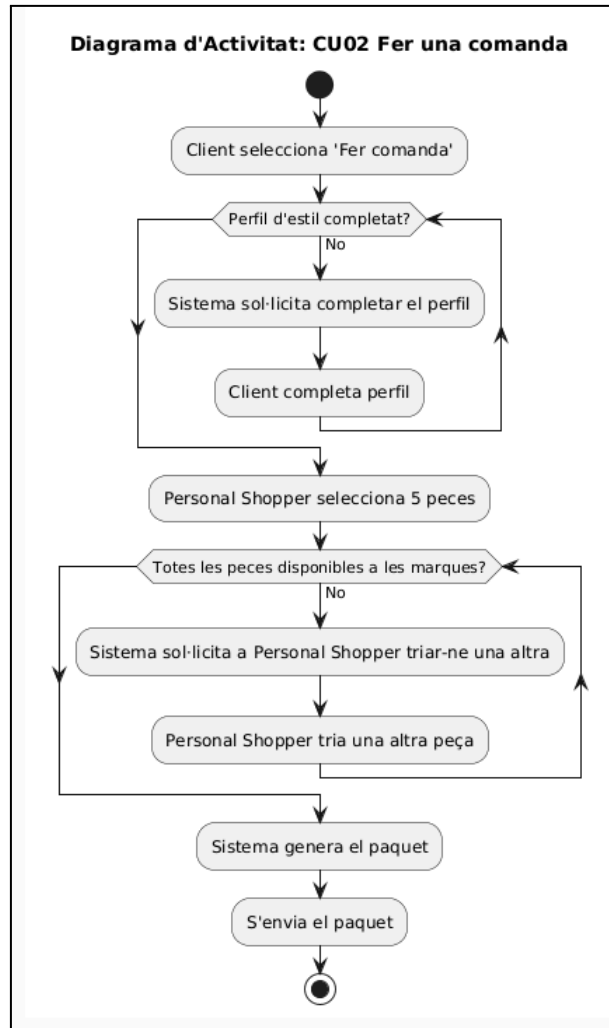 Diagrama d'Activitat: CU02 Fer una comanda
Client selecciona 'Fer comanda'
Perfil d'estil completat?
No
Sistema sol·licita completar el perfil
Client completa perfil
Personal Shopper selecciona 5 peces
Totes les peces disponibles a les marques?
No
Sistema sol·licita a Personal Shopper triar-ne una altra
Personal Shopper tria una altra peça
Sistema genera el paquet
S'envia el paquet